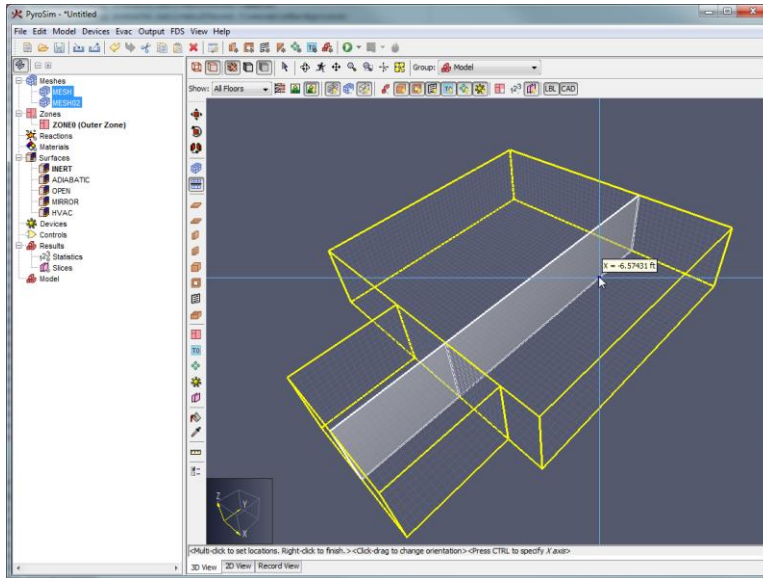 PyroSim - *Untitled
File Edit Model Devices Evac Output FDS View Help
Group: Model
Show: All Floors
LBL CAD
Meshes
MESH
MESH02
Zones
ZONE0 (Outer Zone)
Reactions
Materials
Surfaces
INERT
ADIABATIC
OPEN
MIRROR
HVAC
Devices
Controls
Results
Statistics
Slices
Model
X = -6.57431 ft
Z
Y
X
<Multi-click to set locations. Right-click to finish.><Click-drag to change orientation><Press CTRL to specify X axis>
3D View 2D View Record View